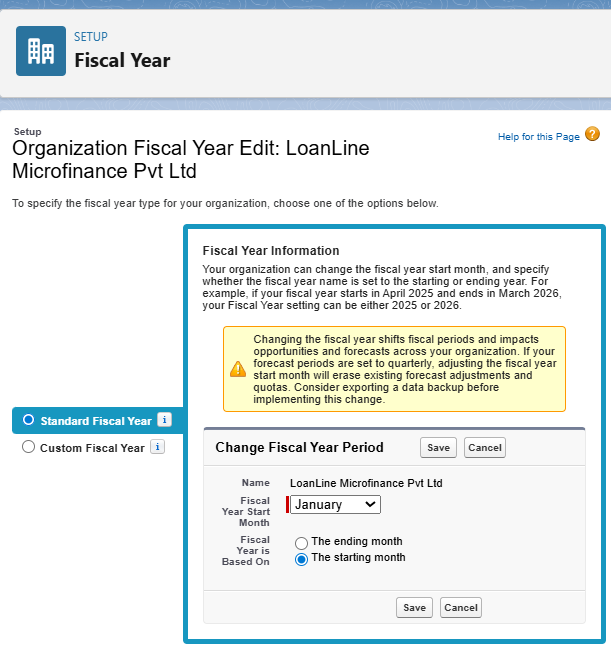 SETUP
Fiscal Year
Setup
Organization Fiscal Year Edit: LoanLine
Microfinance Pvt Ltd
Help for this Page ?
To specify the fiscal year type for your organization, choose one of the options below.
Standard Fiscal Year i
Custom Fiscal Year i
Fiscal Year Information
Your organization can change the fiscal year start month, and specify
whether the fiscal year name is set to the starting or ending year. For
example, if your fiscal year starts in April 2025 and ends in March 2026,
your Fiscal Year setting can be either 2025 or 2026.
Changing the fiscal year shifts fiscal periods and impacts
opportunities and forecasts across your organization. If your
forecast periods are set to quarterly, adjusting the fiscal year
start month will erase existing forecast adjustments and
quotas. Consider exporting a data backup before
implementing this change.
Change Fiscal Year Period Save Cancel
Name LoanLine Microfinance Pvt Ltd
Fiscal
Year Start
Month
January
Fiscal
Year is
Based On
The ending month
The starting month
Save Cancel